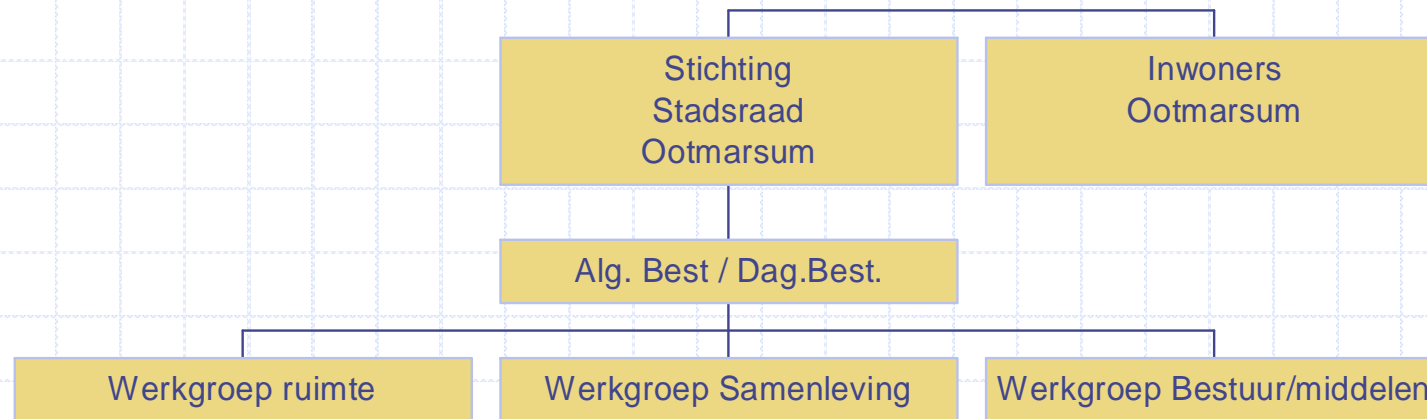 Stichting
Stadsraad
Ootmarsum
Inwoners
Ootmarsum
Alg. Best / Dag.Best.
Werkgroep ruimte
Werkgroep Samenleving
Werkgroep Bestuur/middelen